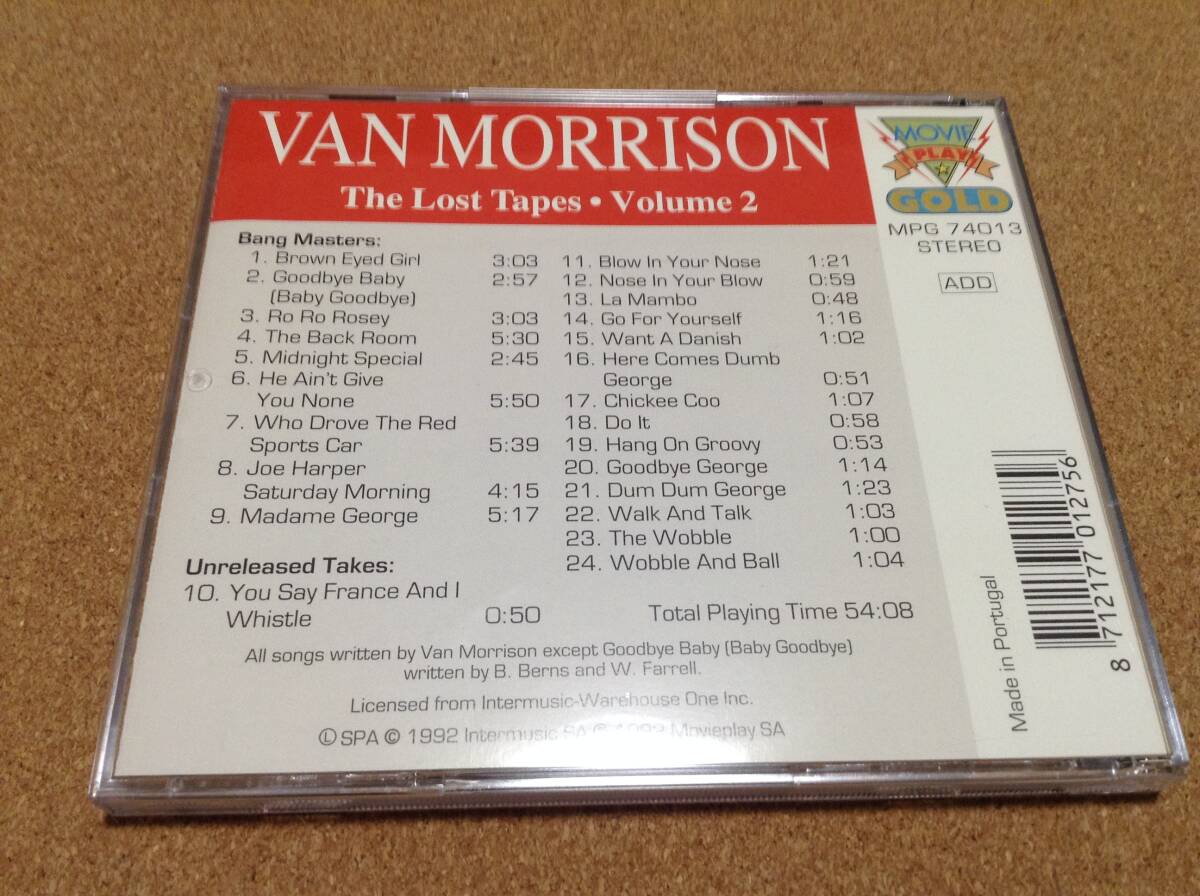 VAN MORRISON
The Lost Tapes • Volume 2
MOVIE
PLAY
GOLD
MPG 74013
STEREO
ADD
Bang Masters:
1. Brown Eyed Girl 3:03
2. Goodbye Baby 2:57
(Baby Goodbye)
3. Ro Ro Rosey 3:03
4. The Back Room 5:30
5. Midnight Special 2:45
6. He Ain't Give
You None 5:50
7. Who Drove The Red
Sports Car 5:39
8. Joe Harper
Saturday Morning 4:15
9. Madame George 5:17
Unreleased Takes:
10. You Say France And I
Whistle 0:50
11. Blow In Your Nose 1:21
12. Nose In Your Blow 0:59
13. La Mambo 0:48
14. Go For Yourself 1:16
15. Want A Danish 1:02
16. Here Comes Dumb
George 0:51
17. Chickee Coo 1:07
18. Do It 0:58
19. Hang On Groovy 0:53
20. Goodbye George 1:14
21. Dum Dum George 1:23
22. Walk And Talk 1:03
23. The Wobble 1:00
24. Wobble And Ball 1:04
Total Playing Time 54:08
All songs written by Van Morrison except Goodbye Baby (Baby Goodbye)
written by B. Berns and W. Farrell.
Licensed from Intermusic-Warehouse One Inc.
Ⓛ SPA © 1992 Intermusic SA © 1992 Movieplay SA
Made in Portugal
8 712177 012756